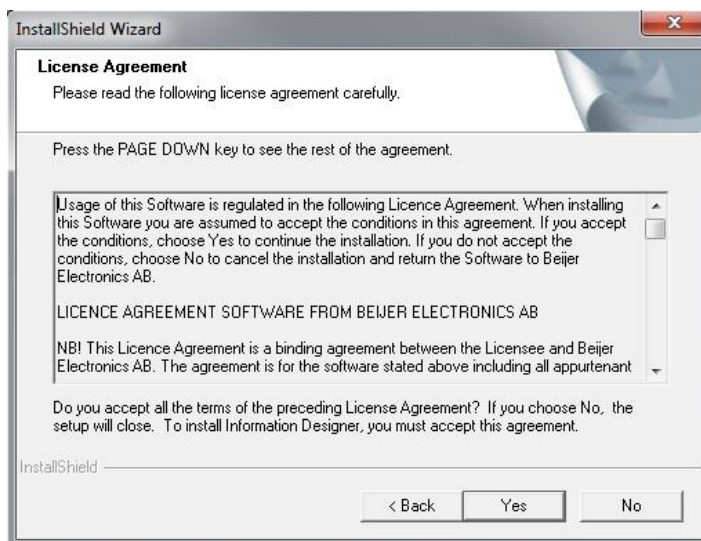 InstallShield Wizard
License Agreement
Please read the following license agreement carefully.
Press the PAGE DOWN key to see the rest of the agreement.
Usage of this Software is regulated in the following Licence Agreement. When installing
this Software you are assumed to accept the conditions in this agreement. If you accept
the conditions, choose Yes to continue the installation. If you do not accept the
conditions, choose No to cancel the installation and return the Software to Beijer
Electronics AB.
LICENCE AGREEMENT SOFTWARE FROM BEIJER ELECTRONICS AB
NB! This Licence Agreement is a binding agreement between the Licensee and Beijer
Electronics AB. The agreement is for the software stated above including all appurtenant
Do you accept all the terms of the preceding License Agreement? If you choose No, the
setup will close. To install Information Designer, you must accept this agreement.
InstallShield
< Back
Yes
No